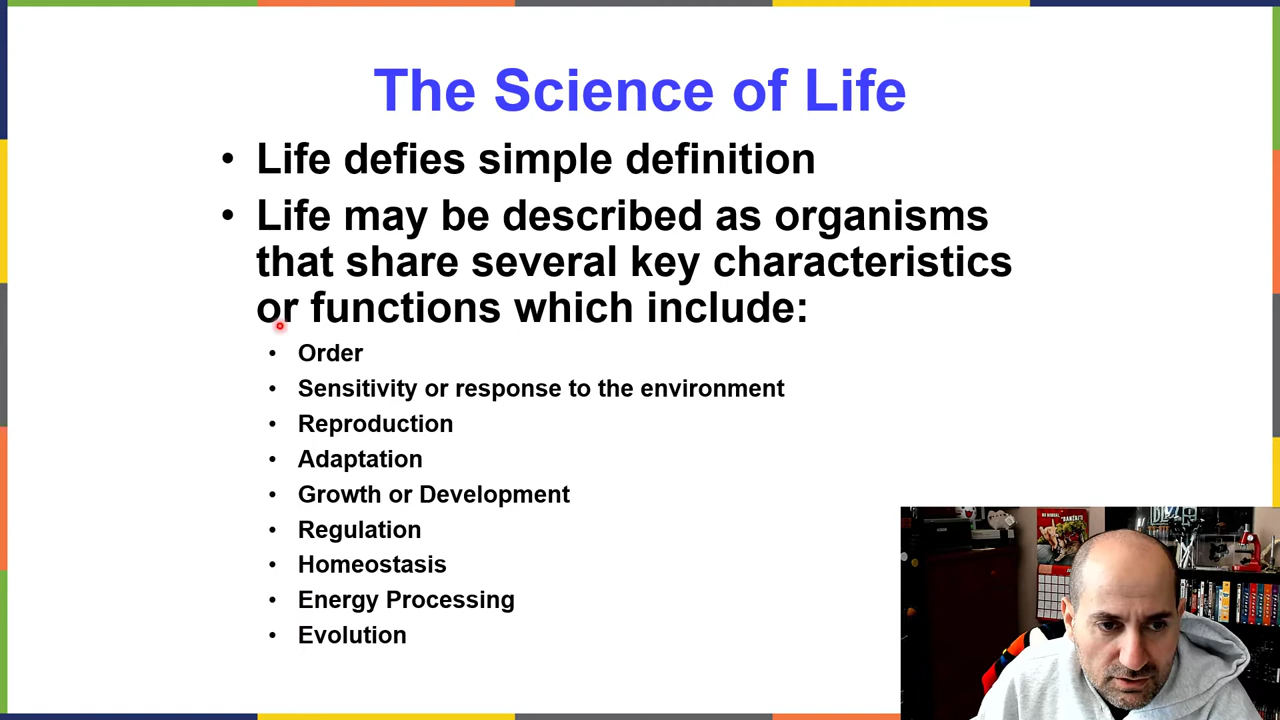 The Science of Life
• Life defies simple definition
• Life may be described as organisms
that share several key characteristics
or functions which include:
• Order
• Sensitivity or response to the environment
• Reproduction
• Adaptation
• Growth or Development
• Regulation
• Homeostasis
• Energy Processing
• Evolution